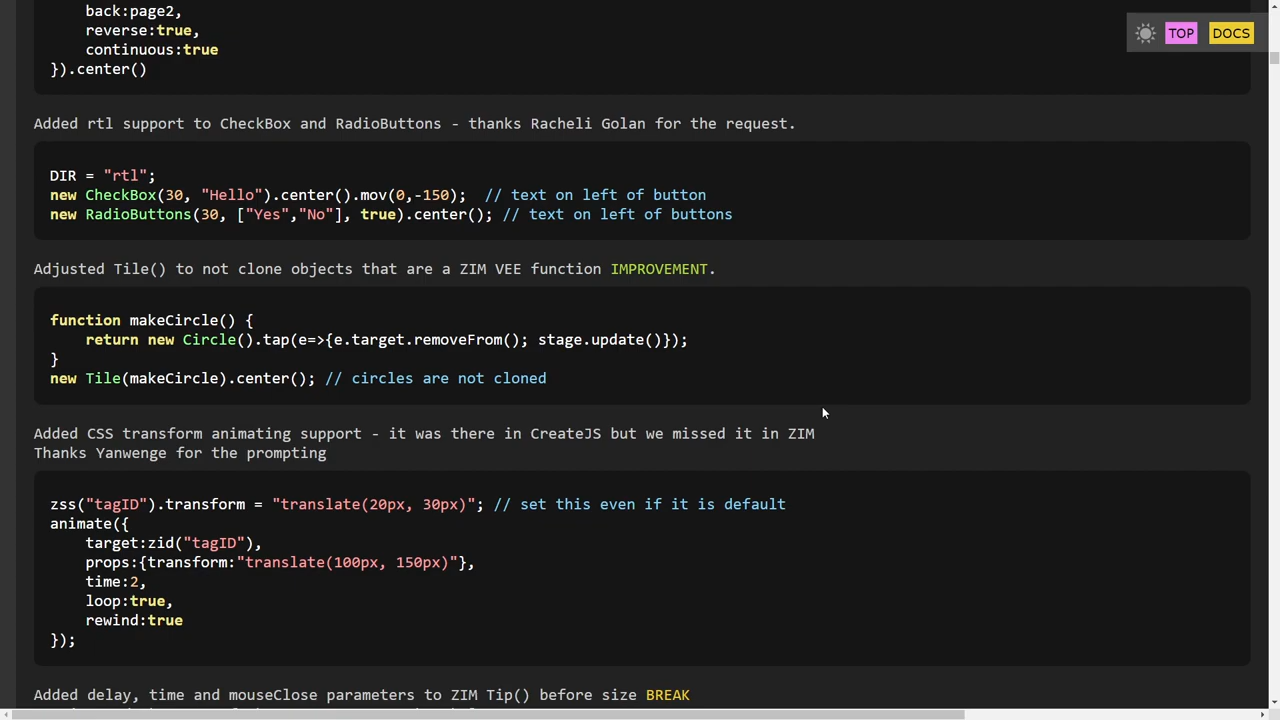 back:page2,
reverse:true,
continuous:true
}).center()
TOP
DOCS
Added rtl support to CheckBox and RadioButtons - thanks Racheli Golan for the request.
DIR = "rtl";
new CheckBox(30, "Hello").center().mov(0,-150);  // text on left of button
new RadioButtons(30, ["Yes","No"], true).center(); // text on left of buttons
Adjusted Tile() to not clone objects that are a ZIM VEE function IMPROVEMENT.
function makeCircle() {
    return new Circle().tap(e=>{e.target.removeFrom(); stage.update()});
}
new Tile(makeCircle).center(); // circles are not cloned
Added CSS transform animating support - it was there in CreateJS but we missed it in ZIM
Thanks Yanwenge for the prompting
zss("tagID").transform = "translate(20px, 30px)"; // set this even if it is default
animate({
    target:zid("tagID"),
    props:{transform:"translate(100px, 150px)"},
    time:2,
    loop:true,
    rewind:true
});
Added delay, time and mouseClose parameters to ZIM Tip() before size BREAK